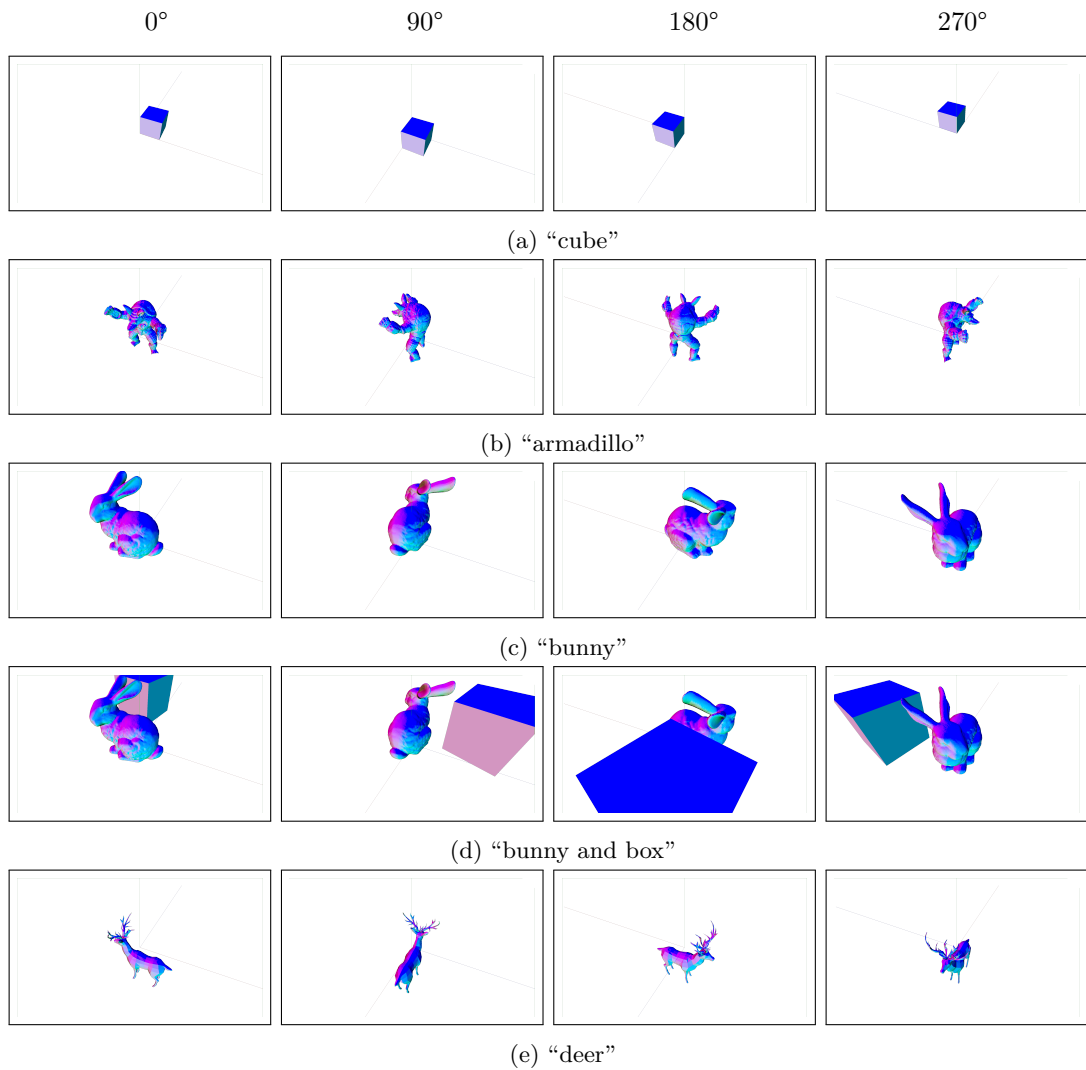 0° 90° 180° 270°
(a) “cube”
(b) “armadillo”
(c) “bunny”
(d) “bunny and box”
(e) “deer”